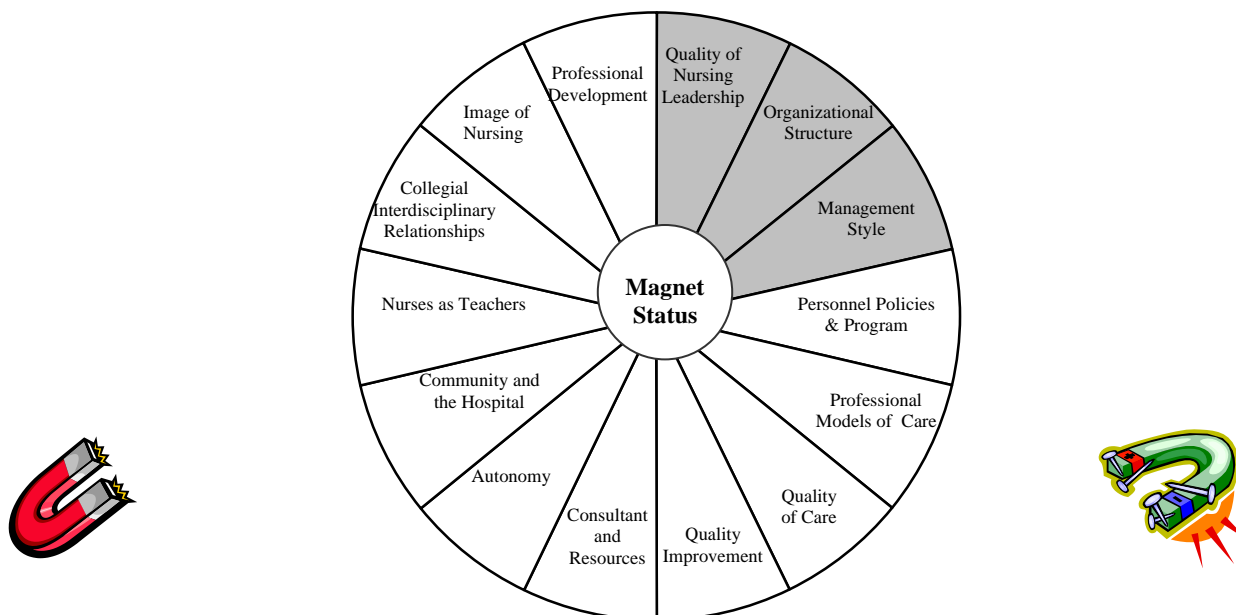 Quality of
Nursing
Leadership
Organizational
Structure
Management
Style
Personnel Policies
& Program
Professional
Models of Care
Quality
of Care
Quality
Improvement
Consultant
and
Resources
Autonomy
Community and
the Hospital
Nurses as Teachers
Collegial
Interdisciplinary
Relationships
Image of
Nursing
Professional
Development
Magnet
Status